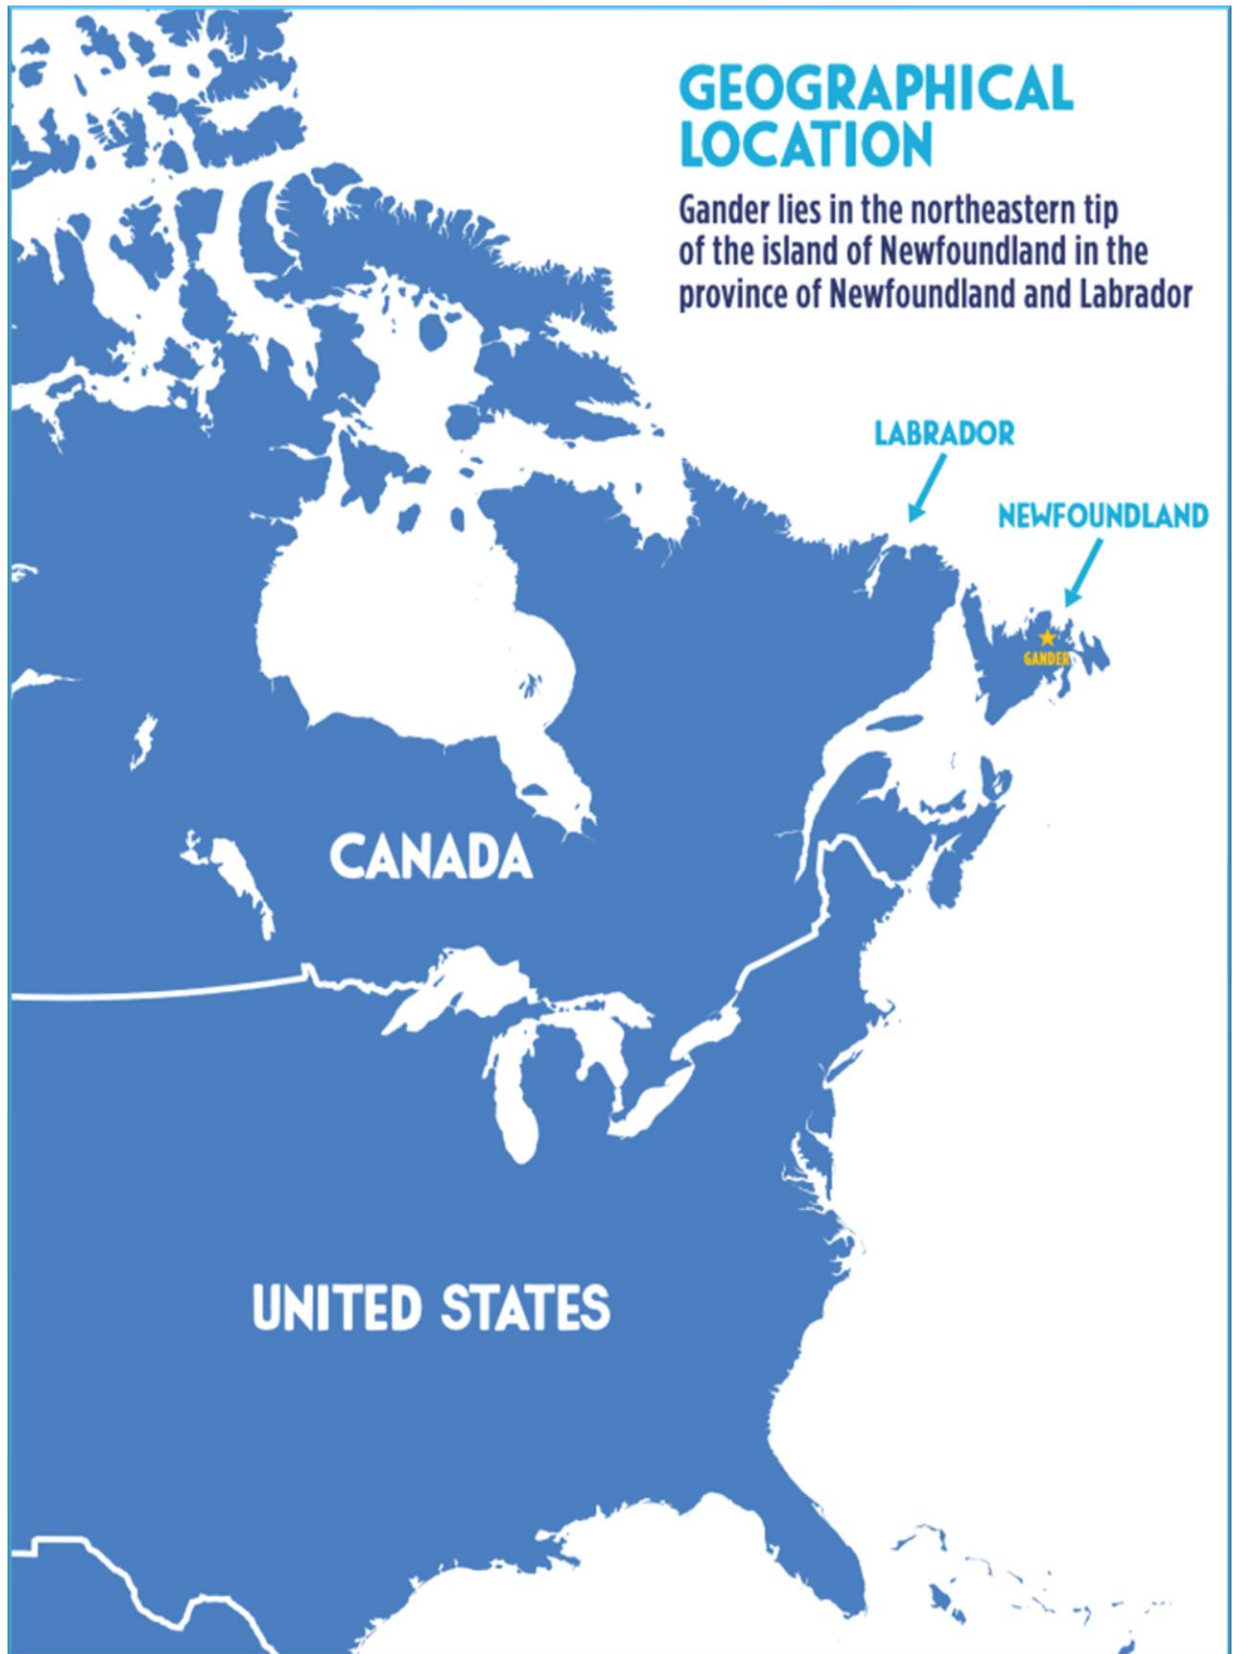 GEOGRAPHICAL
LOCATION
Gander lies in the northeastern tip
of the island of Newfoundland in the
province of Newfoundland and Labrador
LABRADOR
NEWFOUNDLAND
GANDER
CANADA
UNITED STATES